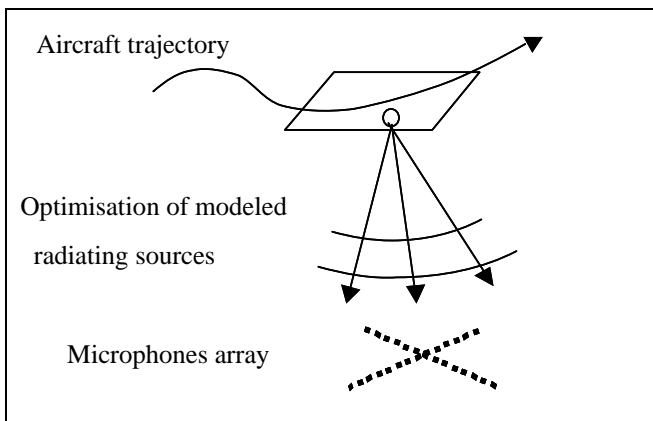 Aircraft trajectory
Optimisation of modeled
radiating sources
Microphones array